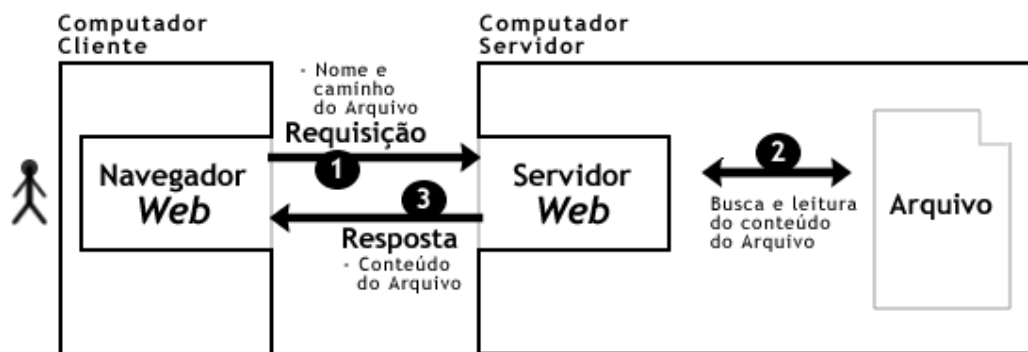 Computador
Cliente
Computador
Servidor
- Nome e
caminho
do Arquivo
Requisição
1
Navegador
Web
3
Resposta
- Conteúdo
do Arquivo
Servidor
Web
2
Busca e leitura
do conteúdo
do Arquivo
Arquivo